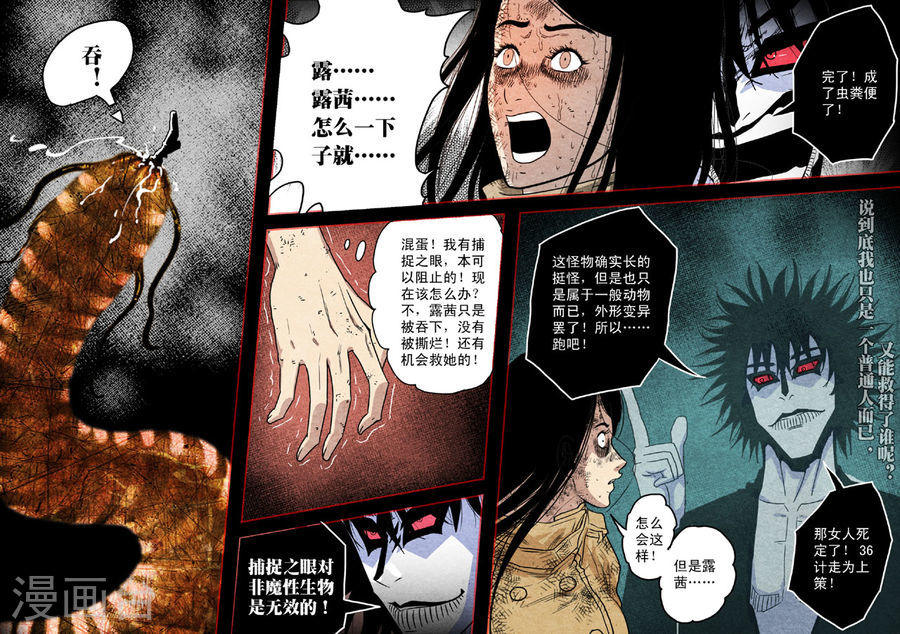 吞！
露……
露茜……
怎么一下
子就……
完了！成
了虫粪便
了！
混蛋！我有捕
捉之眼，本可
以阻止的！现
在该怎么办？
不，露茜只是
被吞下，没有
被撕烂！还有
机会救她的！
捕捉之眼对
非魔性生物
是无效的！
这怪物确实长的
挺怪，但是也只
是属于一般动物
而已，外形变异
罢了！所以……
跑吧！
说到底我也只是一个普通人而已，
又能救得了谁呢？
怎么
会这
样！
但是露
茜……
那女人死
定了！36
计走为上
策！